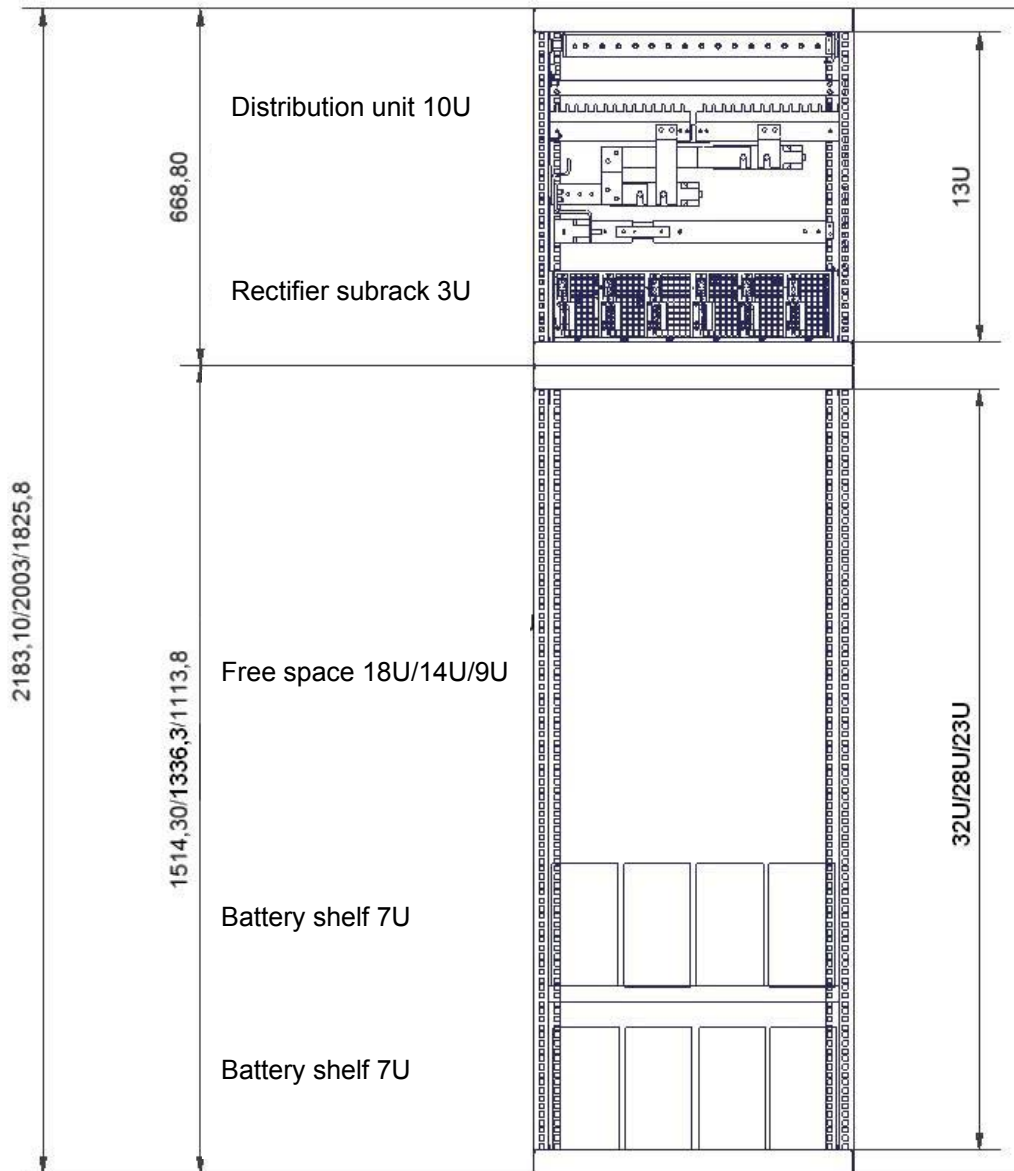 Distribution unit 10U
668,80
13U
Rectifier subrack 3U
2183,10/2003/1825,8
Free space 18U/14U/9U
1514,30/1336,3/1113,8
32U/28U/23U
Battery shelf 7U
Battery shelf 7U